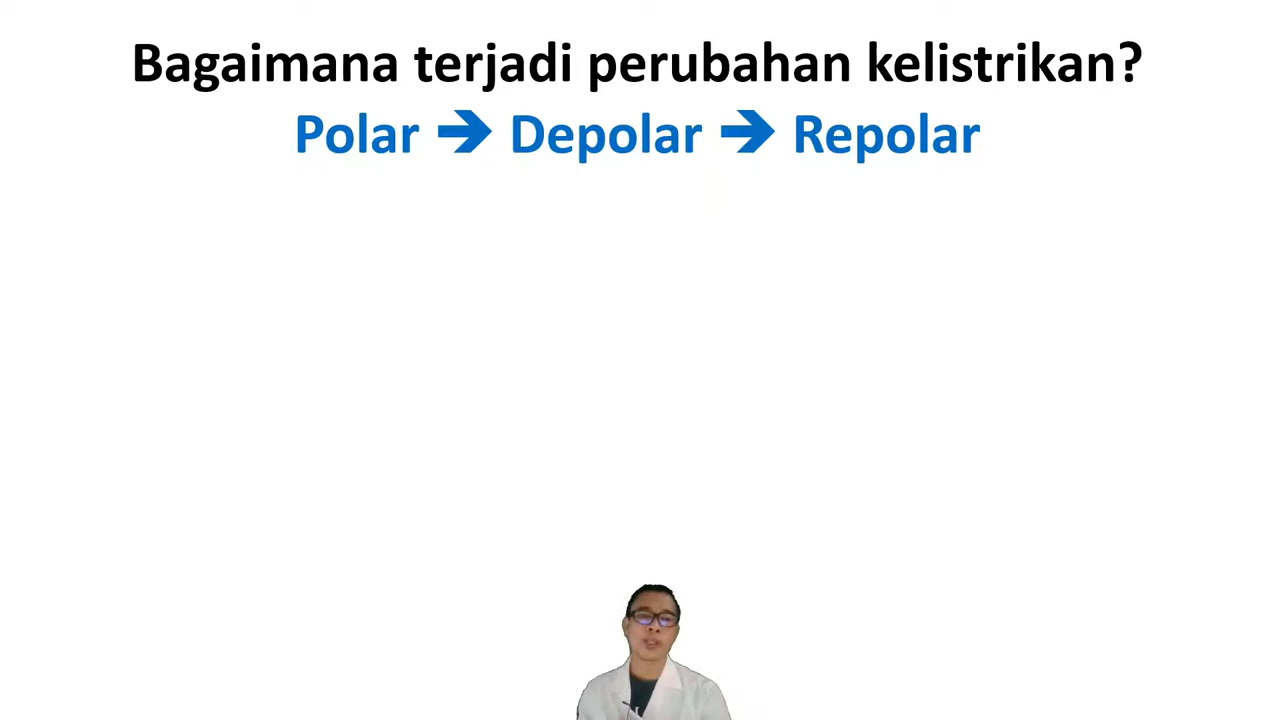 Bagaimana terjadi perubahan kelistrikan?
Polar ➔ Depolar ➔ Repolar